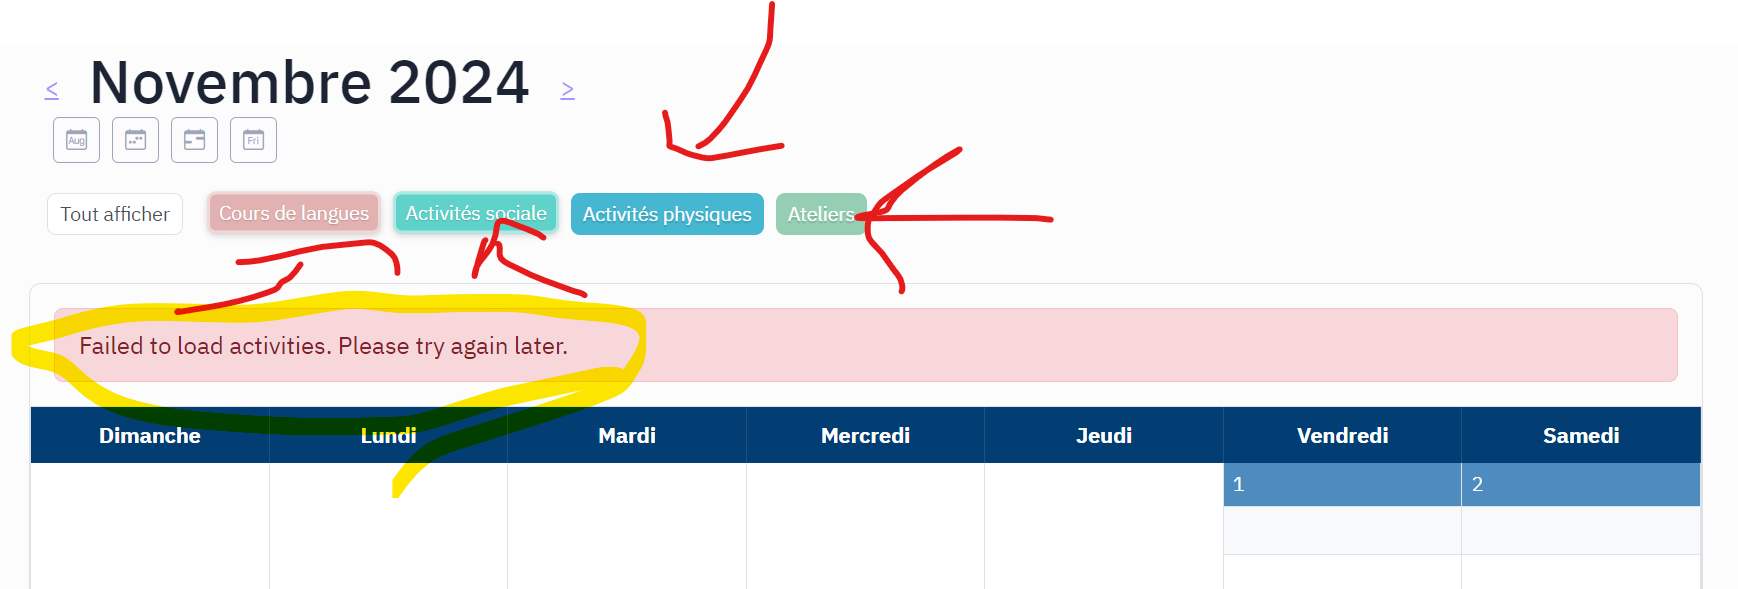 < Novembre 2024 >
Aug Fri
Tout afficher Cours de langues Activités sociale Activités physiques Ateliers
Failed to load activities. Please try again later.
Dimanche Lundi Mardi Mercredi Jeudi Vendredi Samedi
1 2